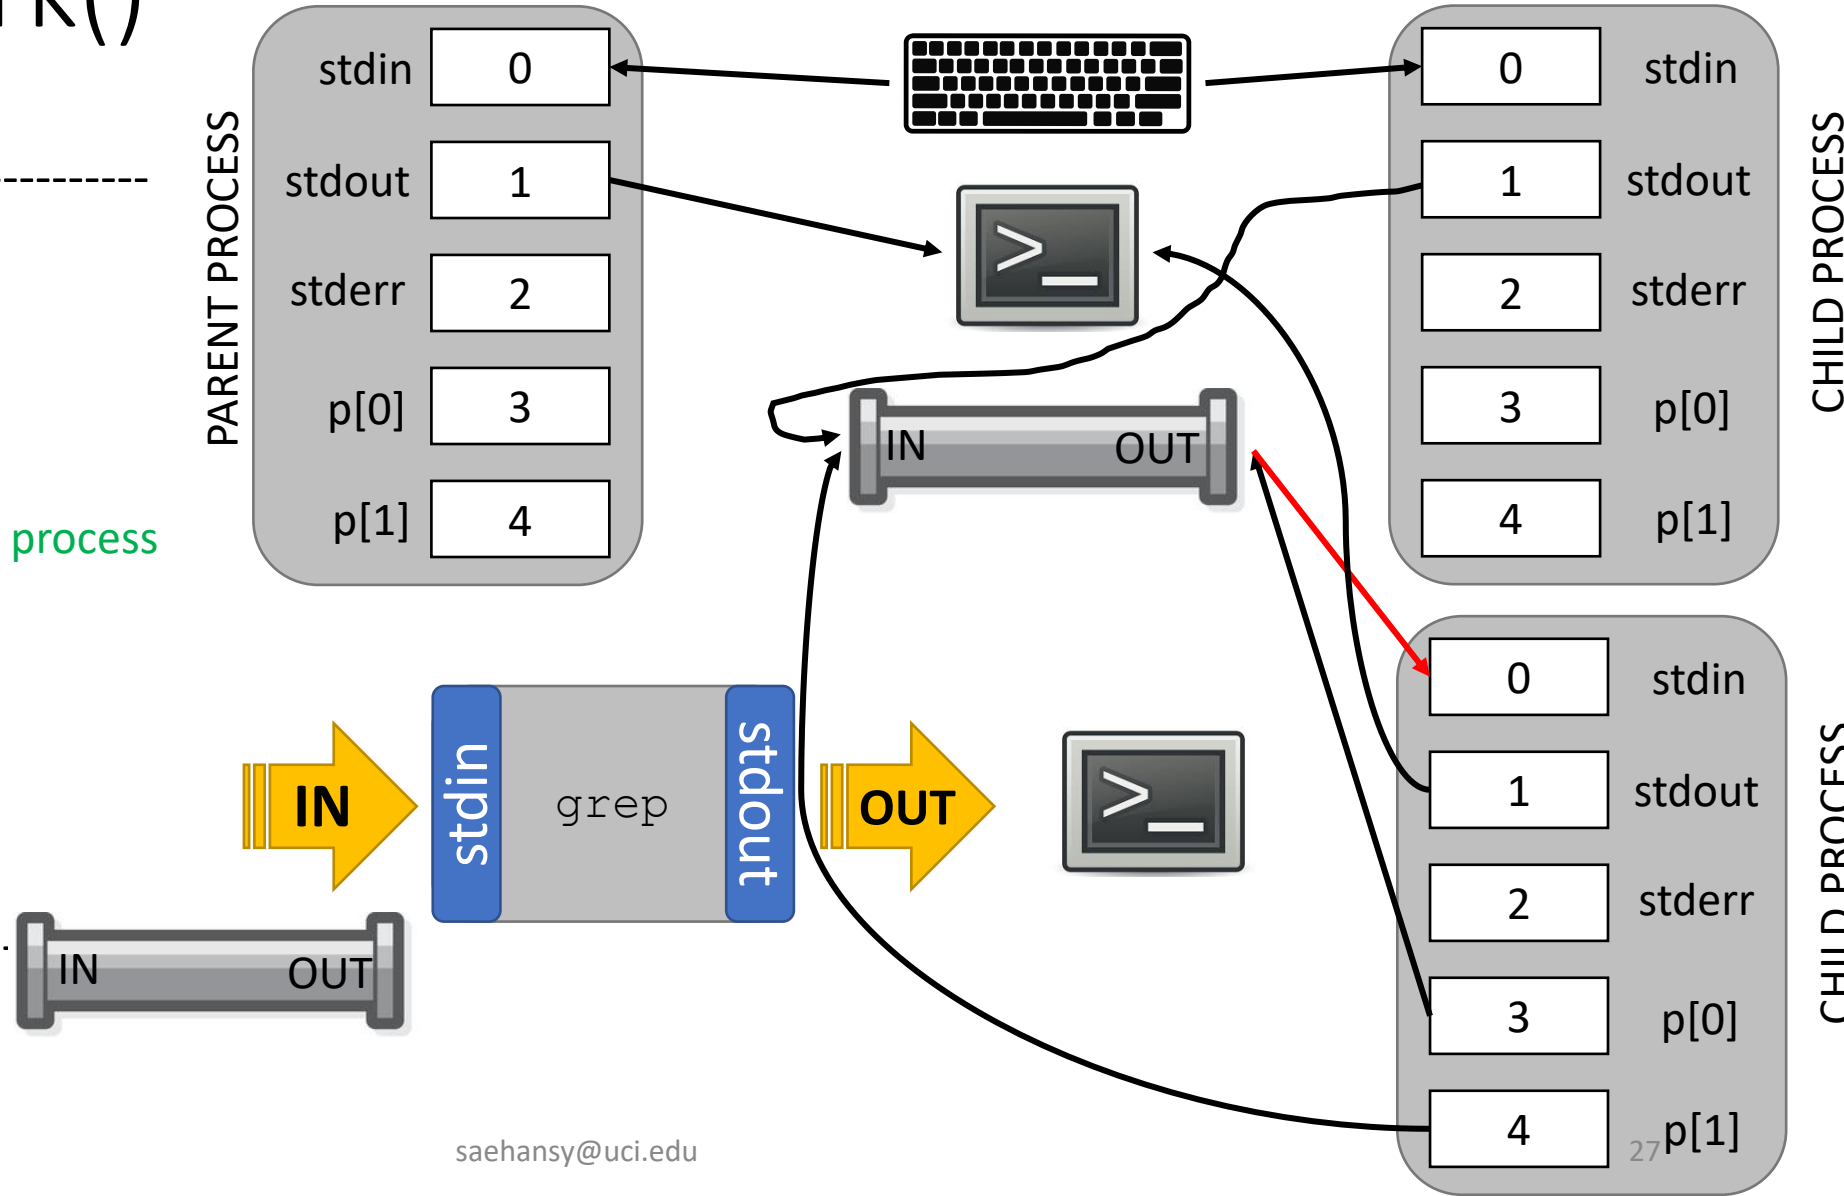 K()
----------
process
PARENT PROCESS
stdin 0
stdout 1
stderr 2
p[0] 3
p[1] 4
>_
IN OUT
0 stdin
1 stdout
2 stderr
3 p[0]
4 p[1]
CHILD PROCESS
IN
stdin
grep
stdout
OUT
>_
IN OUT
0 stdin
1 stdout
2 stderr
3 p[0]
4 p[1]
CHILD PROCESS
saehansy@uci.edu
27